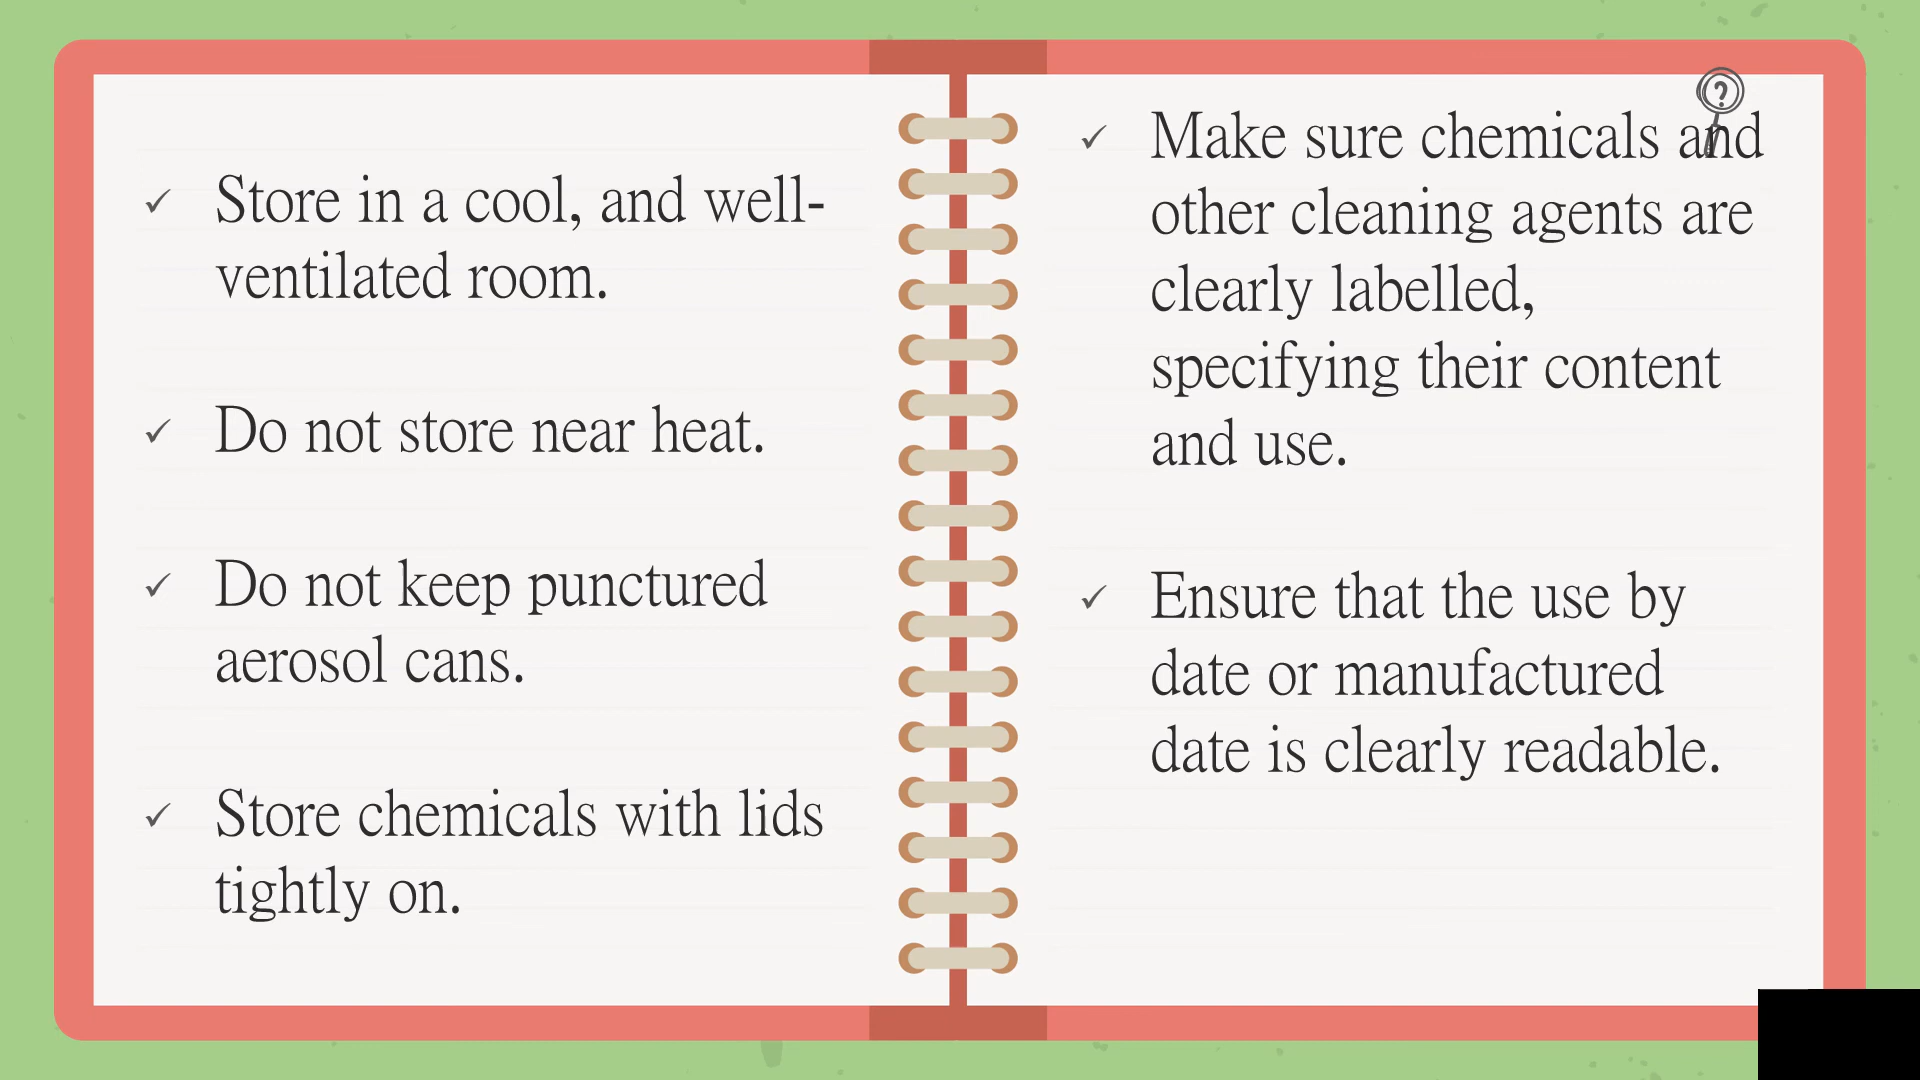 ✓ Store in a cool, and well-
ventilated room.
✓ Do not store near heat.
✓ Do not keep punctured
aerosol cans.
✓ Store chemicals with lids
tightly on.
?
✓ Make sure chemicals and
other cleaning agents are
clearly labelled,
specifying their content
and use.
✓ Ensure that the use by
date or manufactured
date is clearly readable.